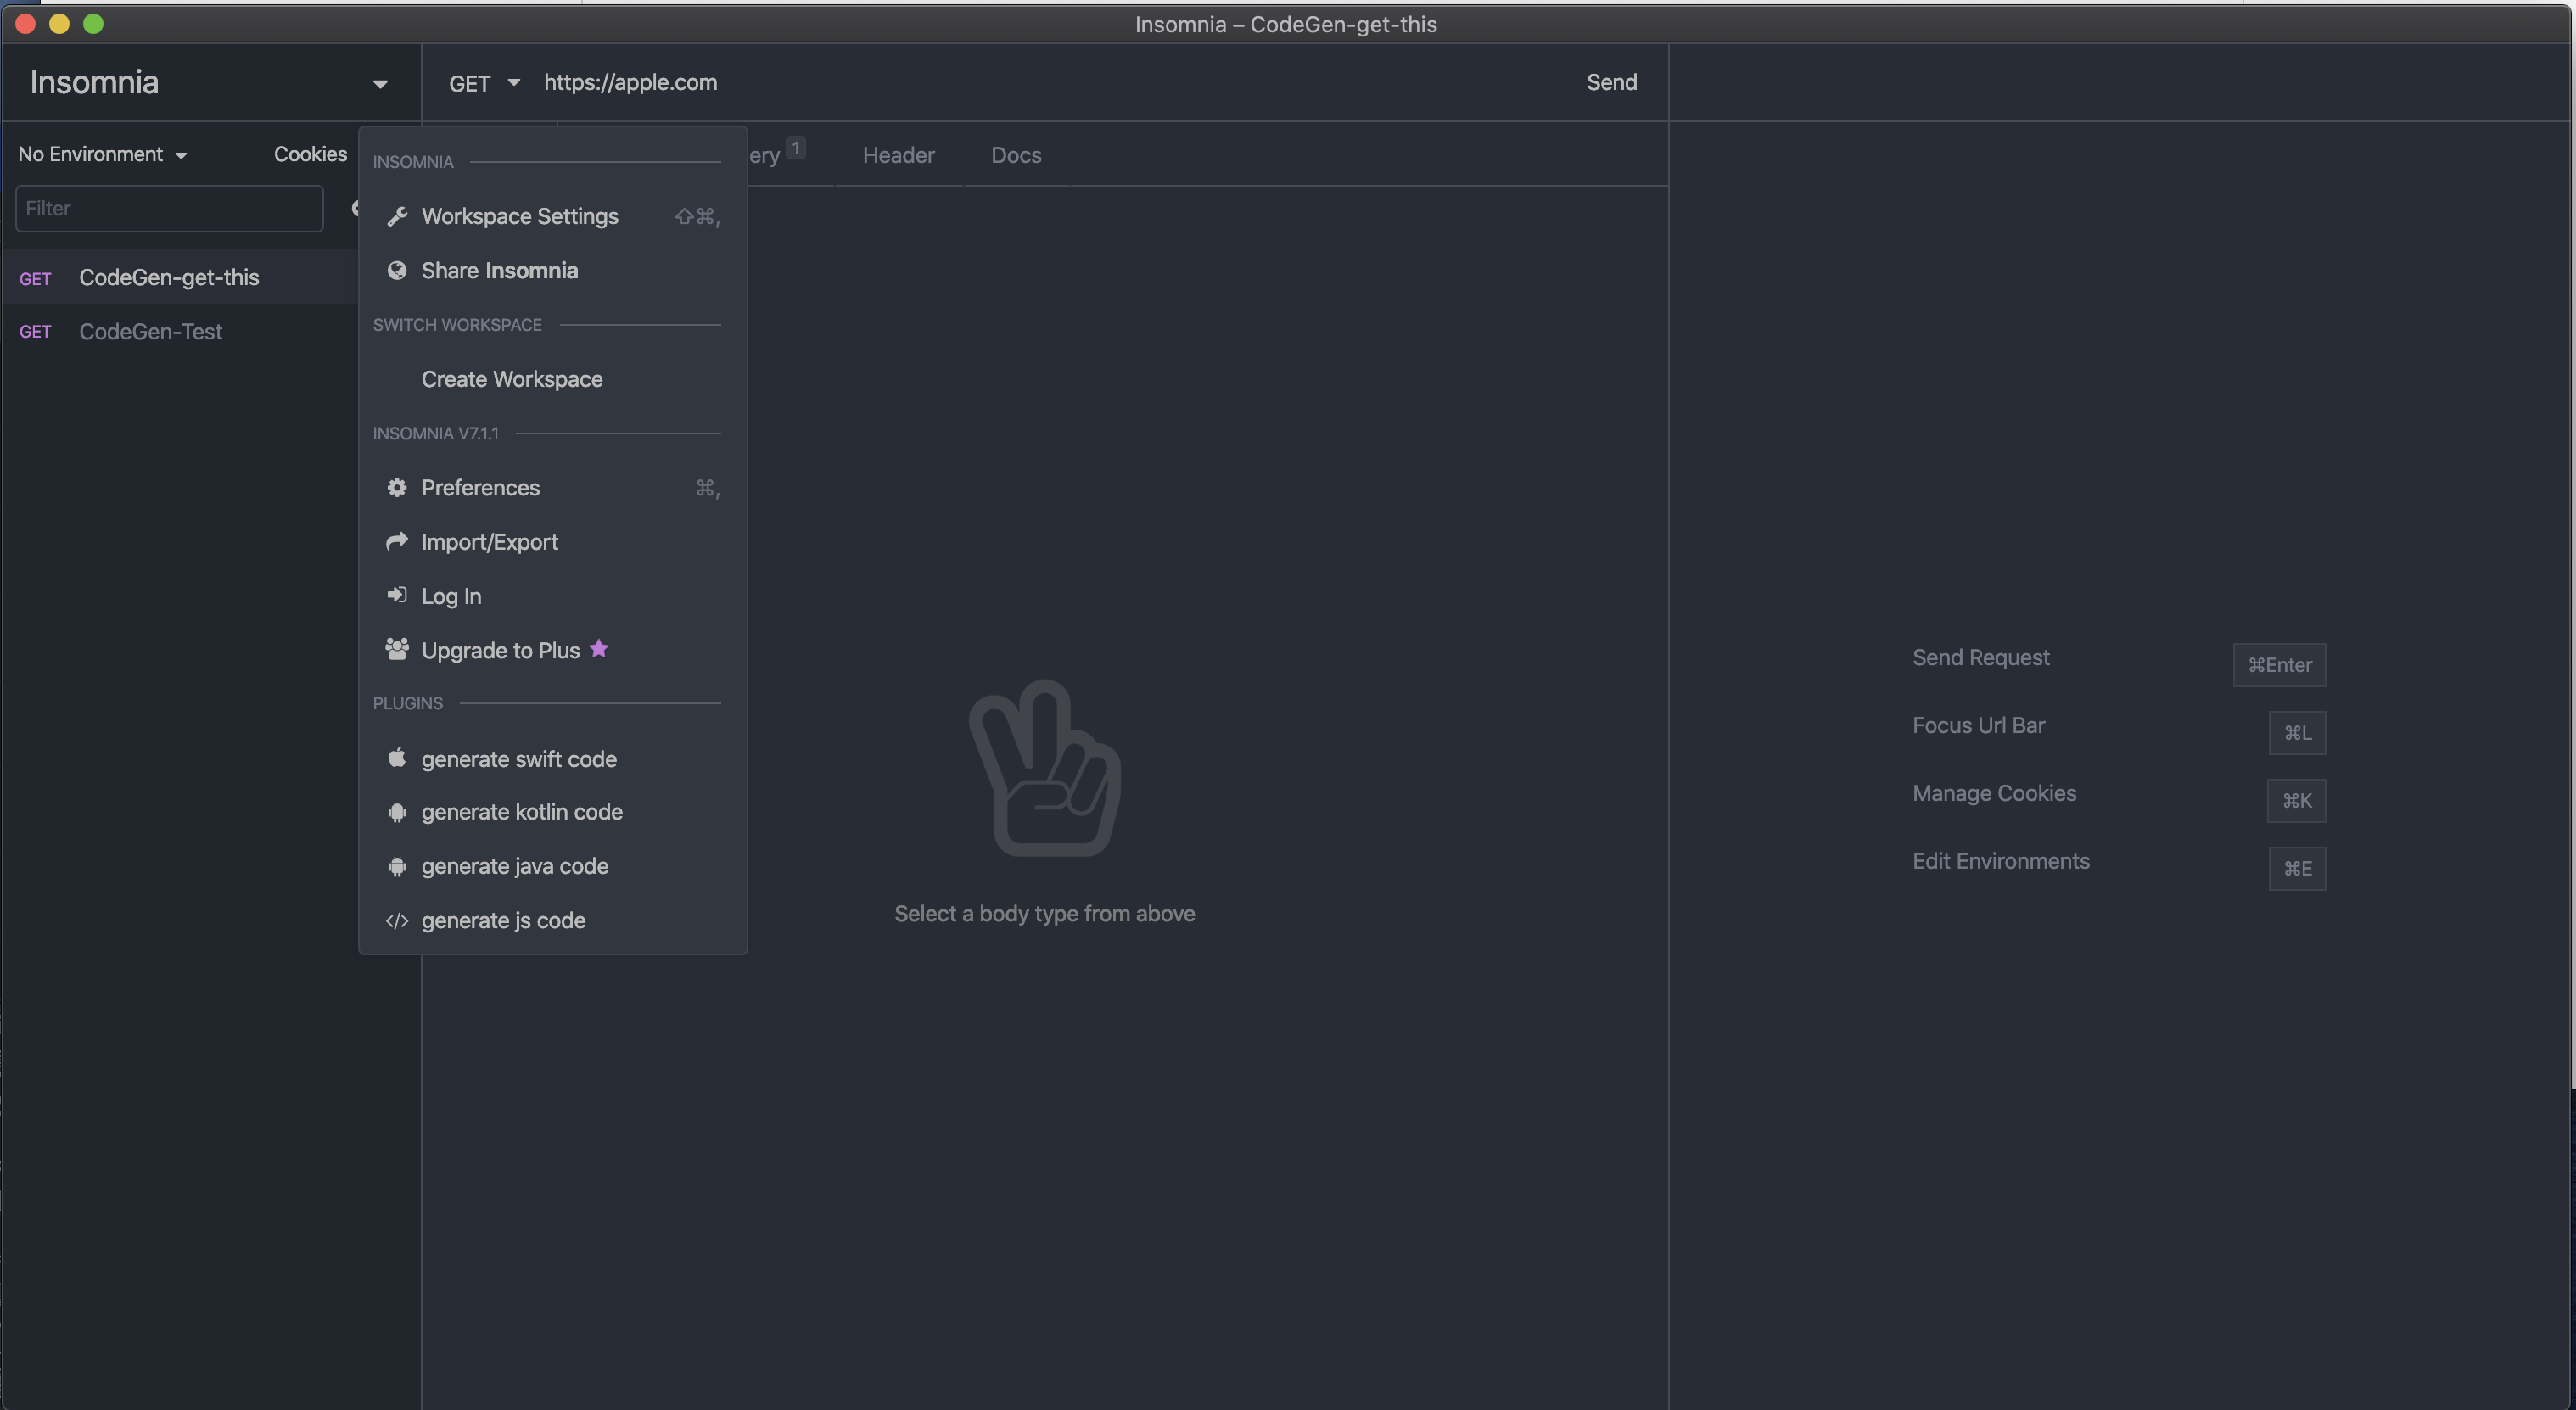 Insomnia – CodeGen-get-this
Insomnia
GET
https://apple.com
Send
No Environment
Cookies
Filter
GET CodeGen-get-this
GET CodeGen-Test
INSOMNIA
Workspace Settings ⇧⌘,
Share Insomnia
SWITCH WORKSPACE
Create Workspace
INSOMNIA V7.1.1
Preferences ⌘,
Import/Export
Log In
Upgrade to Plus
PLUGINS
generate swift code
generate kotlin code
generate java code
generate js code
ery 1
Header
Docs
Select a body type from above
Send Request ⌘Enter
Focus Url Bar ⌘L
Manage Cookies ⌘K
Edit Environments ⌘E